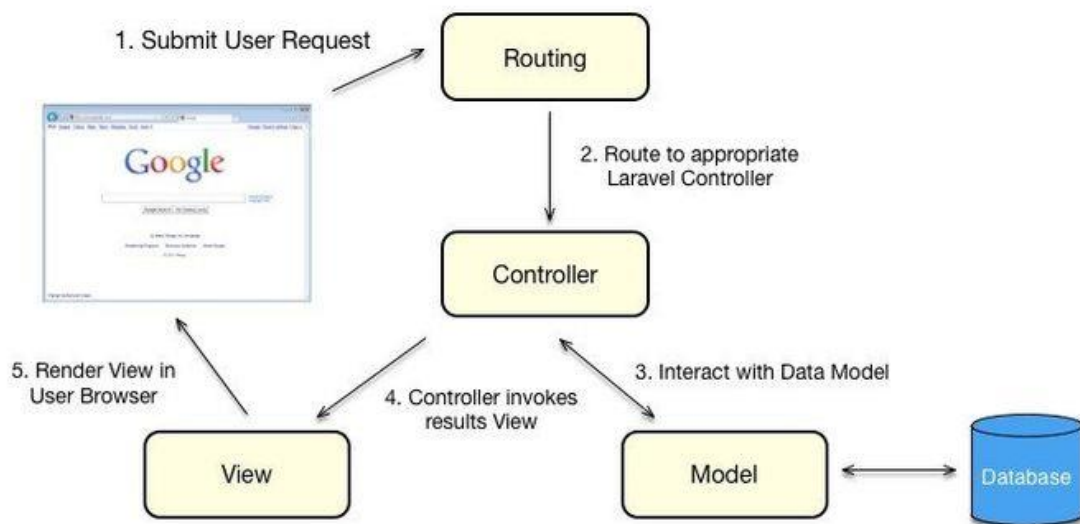 1. Submit User Request
Routing
Google
2. Route to appropriate
Laravel Controller
Controller
5. Render View in
User Browser
4. Controller invokes
results View
3. Interact with Data Model
View
Model
Database